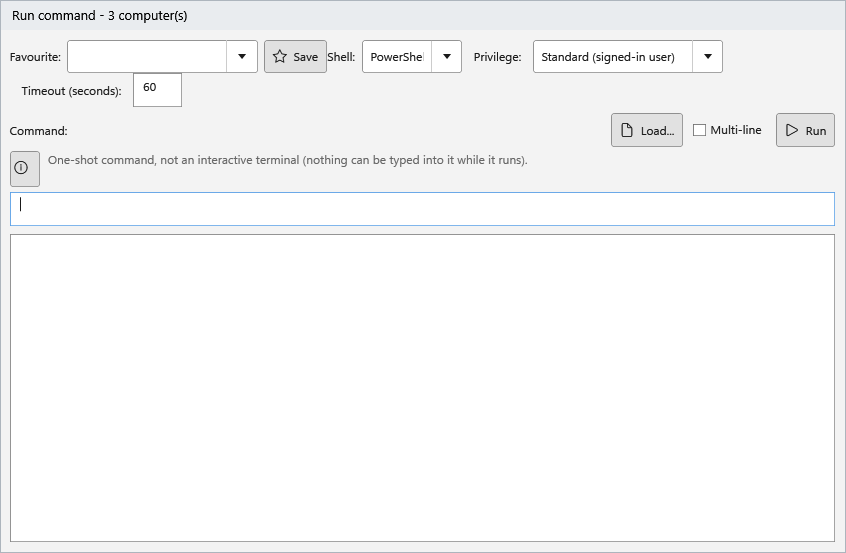 Run command - 3 computer(s)
Favourite: Save Shell: PowerShel Privilege: Standard (signed-in user)
Timeout (seconds): 60
Command: Load... Multi-line Run
One-shot command, not an interactive terminal (nothing can be typed into it while it runs).